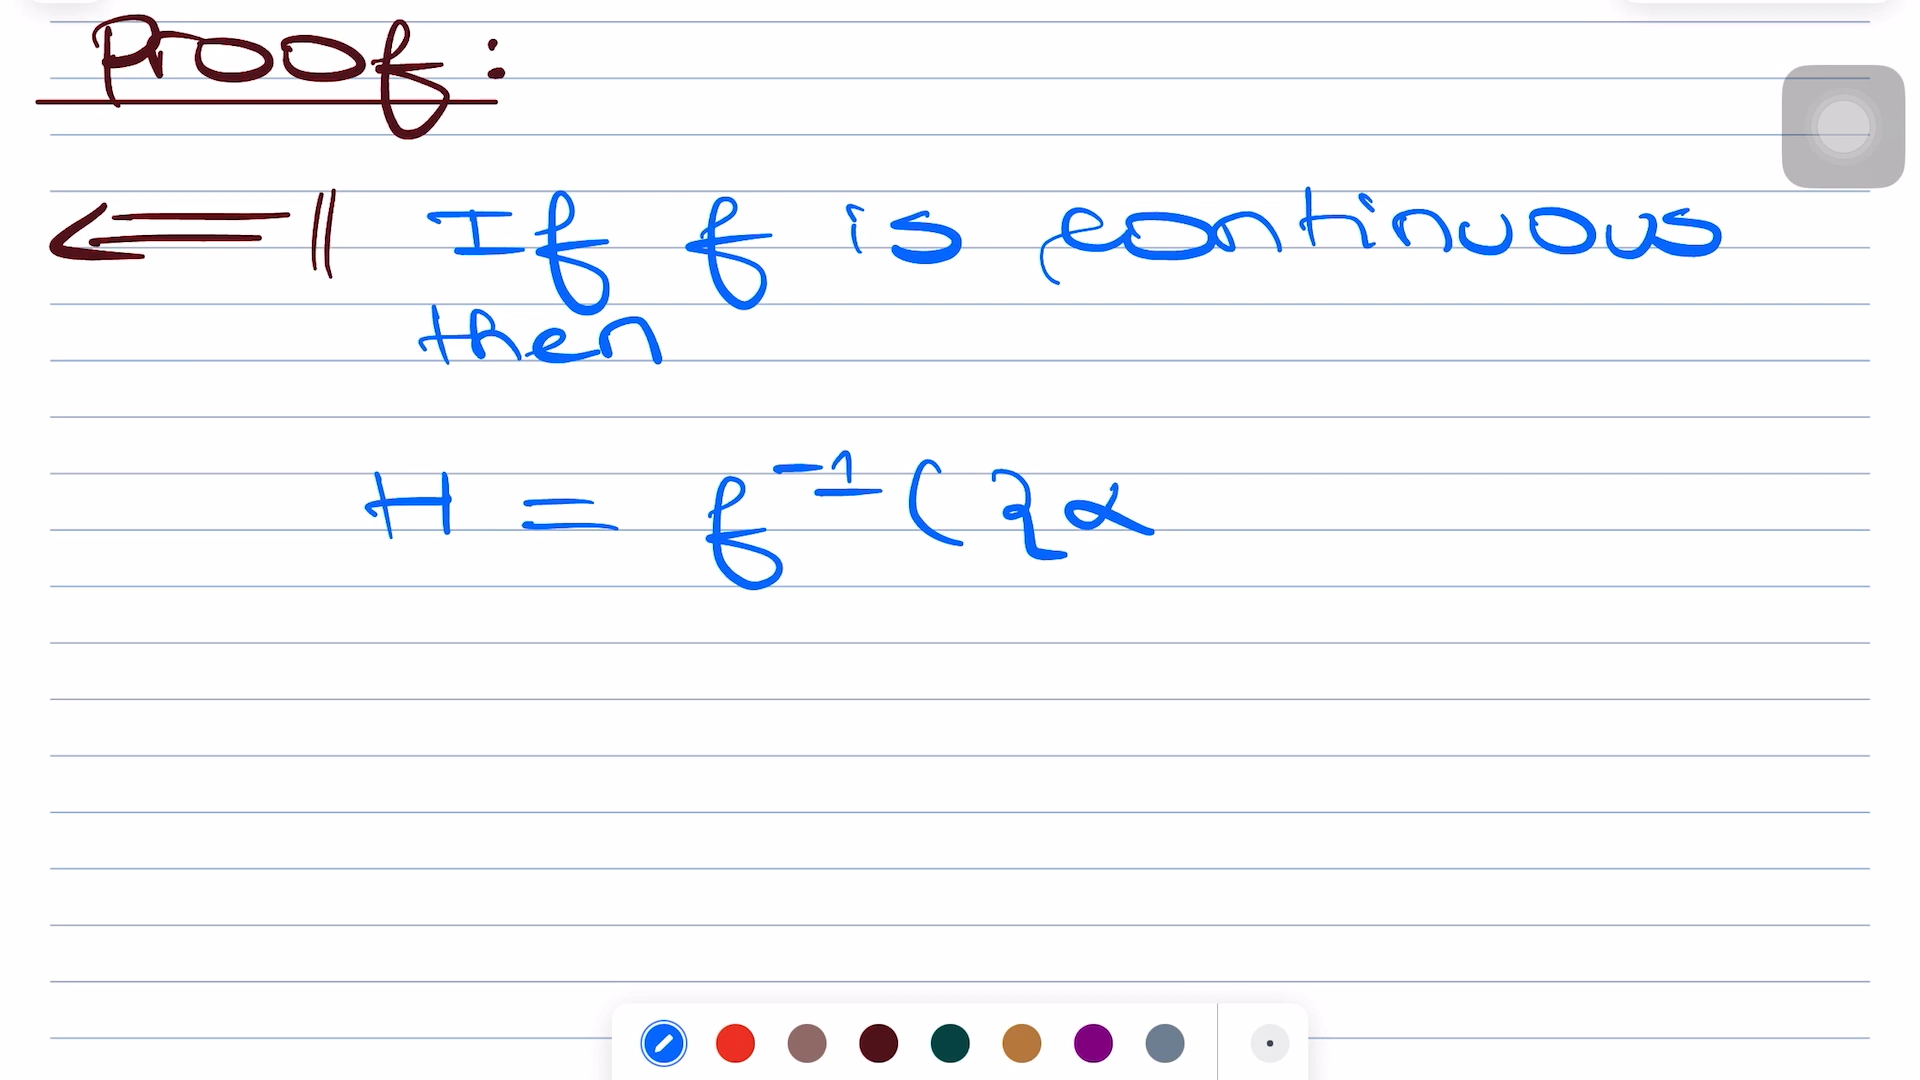 Proof :
⟸| If f is continuous
then
H = f⁻¹({α